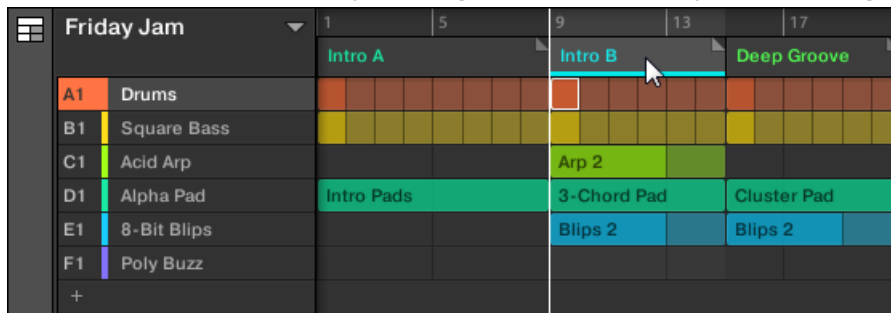 Friday Jam
1 5 9 13 17
Intro A Intro B Deep Groove
A1 Drums
B1 Square Bass
C1 Acid Arp Arp 2
D1 Alpha Pad Intro Pads 3-Chord Pad Cluster Pad
E1 8-Bit Blips Blips 2 Blips 2
F1 Poly Buzz
+